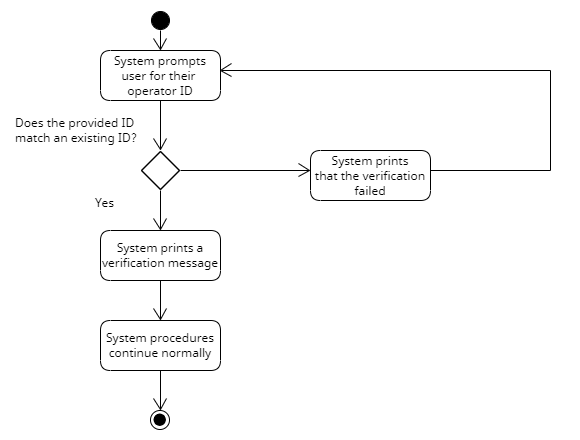 System prompts
user for their
operator ID
Does the provided ID
match an existing ID?
System prints
that the verification
failed
Yes
System prints a
verification message
System procedures
continue normally